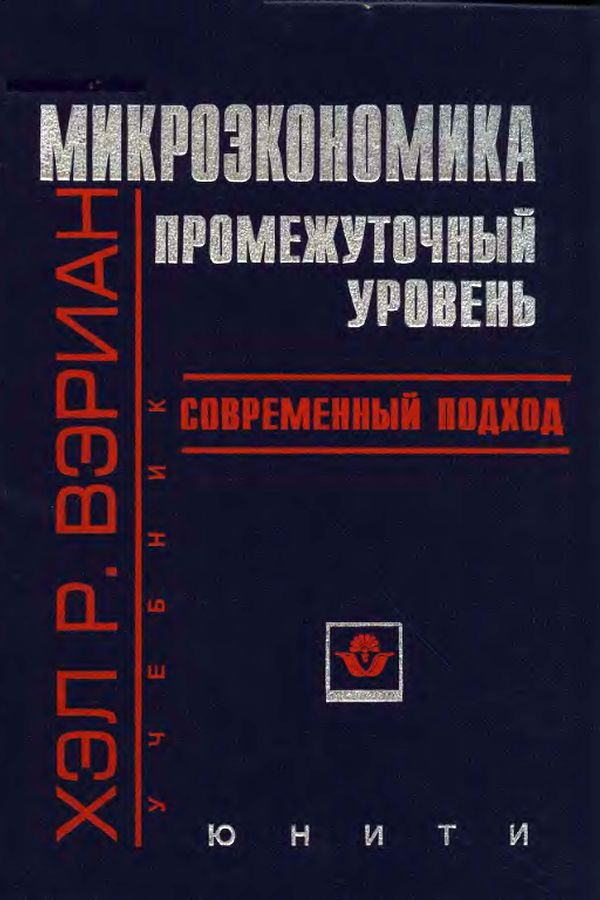 МИКРОЭКОНОМИКА
ПРОМЕЖУТОЧНЫЙ
УРОВЕНЬ
СОВРЕМЕННЫЙ ПОДХОД
ХЭЛ Р. ВЭРИАН
УЧЕБНИК
ЮНИТИ